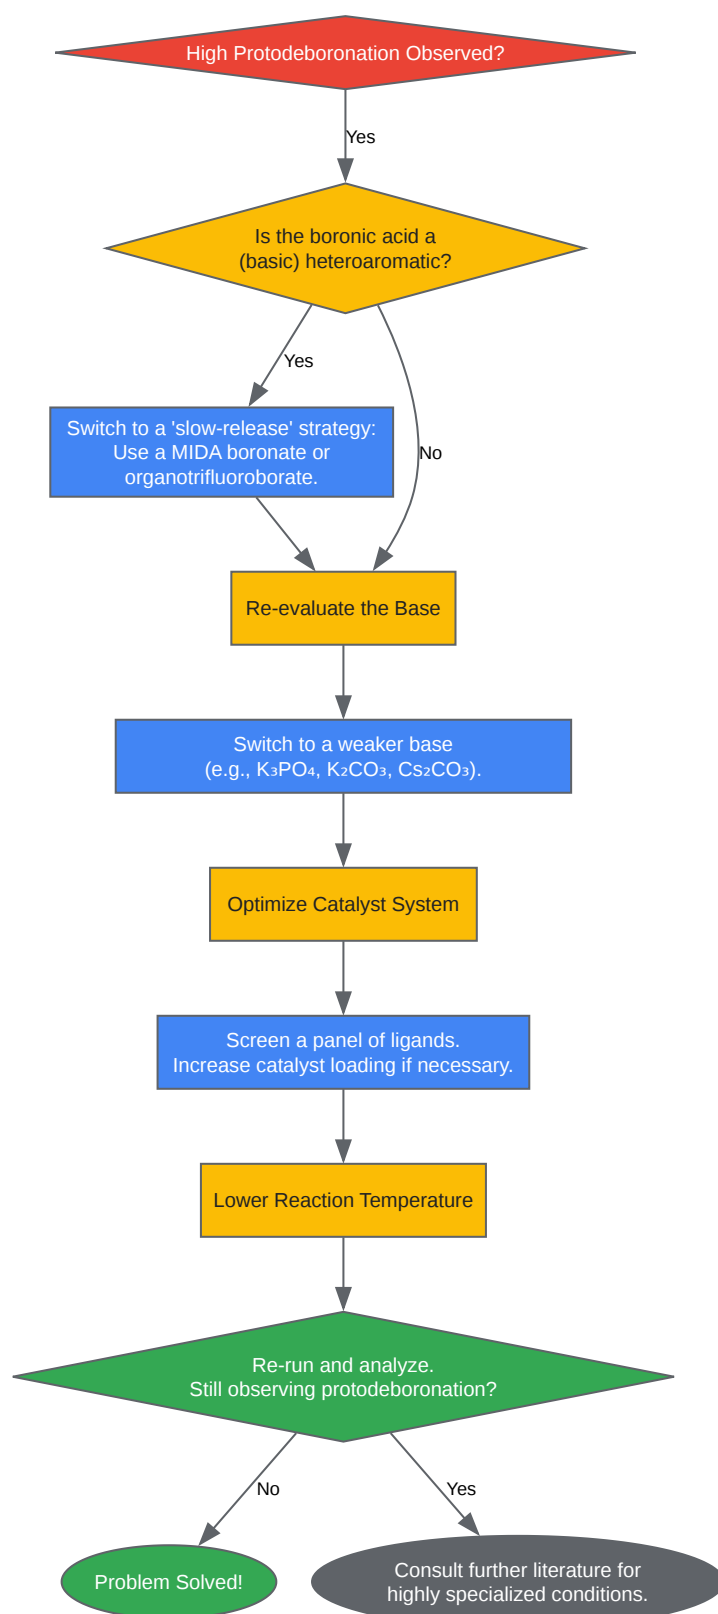 High Protodeboronation Observed?
Yes
Is the boronic acid a
(basic) heteroaromatic?
Yes
Switch to a 'slow-release' strategy:
Use a MIDA boronate or
organotrifluoroborate.
No
Re-evaluate the Base
Switch to a weaker base
(e.g., K₃PO₄, K₂CO₃, Cs₂CO₃).
Optimize Catalyst System
Screen a panel of ligands.
Increase catalyst loading if necessary.
Lower Reaction Temperature
Re-run and analyze.
Still observing protodeboronation?
No
Yes
Problem Solved!
Consult further literature for
highly specialized conditions.